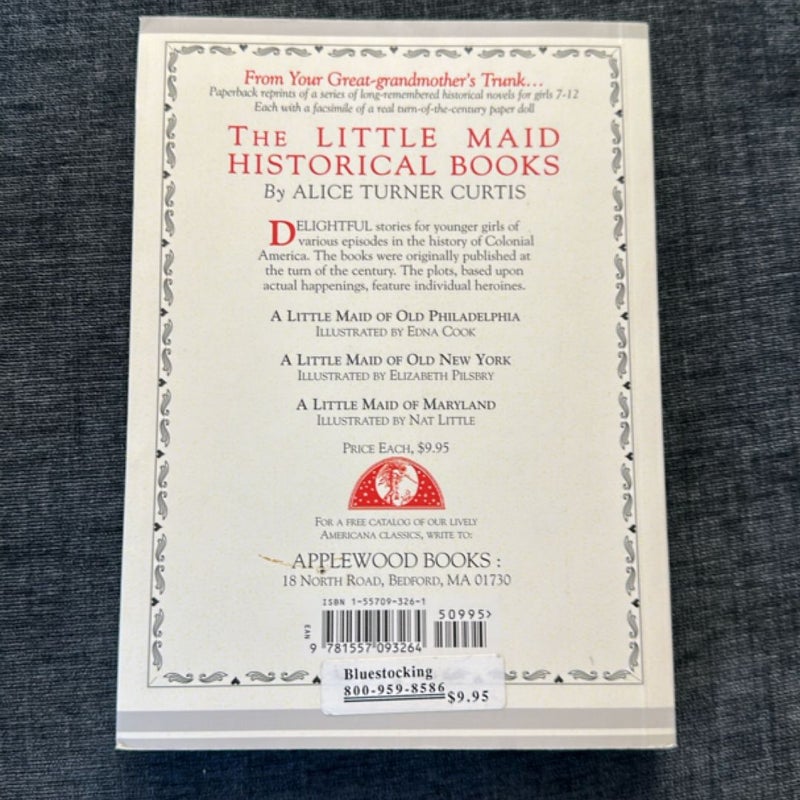 From Your Great-grandmother's Trunk...
Paperback reprints of a series of long-remembered historical novels for girls 7-12
Each with a facsimile of a real turn-of-the-century paper doll
THE LITTLE MAID
HISTORICAL BOOKS
By ALICE TURNER CURTIS
DELIGHTFUL stories for younger girls of
various episodes in the history of Colonial
America. The books were originally published at
the turn of the century. The plots, based upon
actual happenings, feature individual heroines.
A LITTLE MAID OF OLD PHILADELPHIA
ILLUSTRATED BY EDNA COOK
A LITTLE MAID OF OLD NEW YORK
ILLUSTRATED BY ELIZABETH PILSBRY
A LITTLE MAID OF MARYLAND
ILLUSTRATED BY NAT LITTLE
PRICE EACH, $9.95
FOR A FREE CATALOG OF OUR LIVELY
AMERICANA CLASSICS, WRITE TO:
APPLEWOOD BOOKS :
18 NORTH ROAD, BEDFORD, MA 01730
ISBN 1-55709-326-1
50995>
EAN
9 781557 093264
Bluestocking
800-959-8586
$9.95